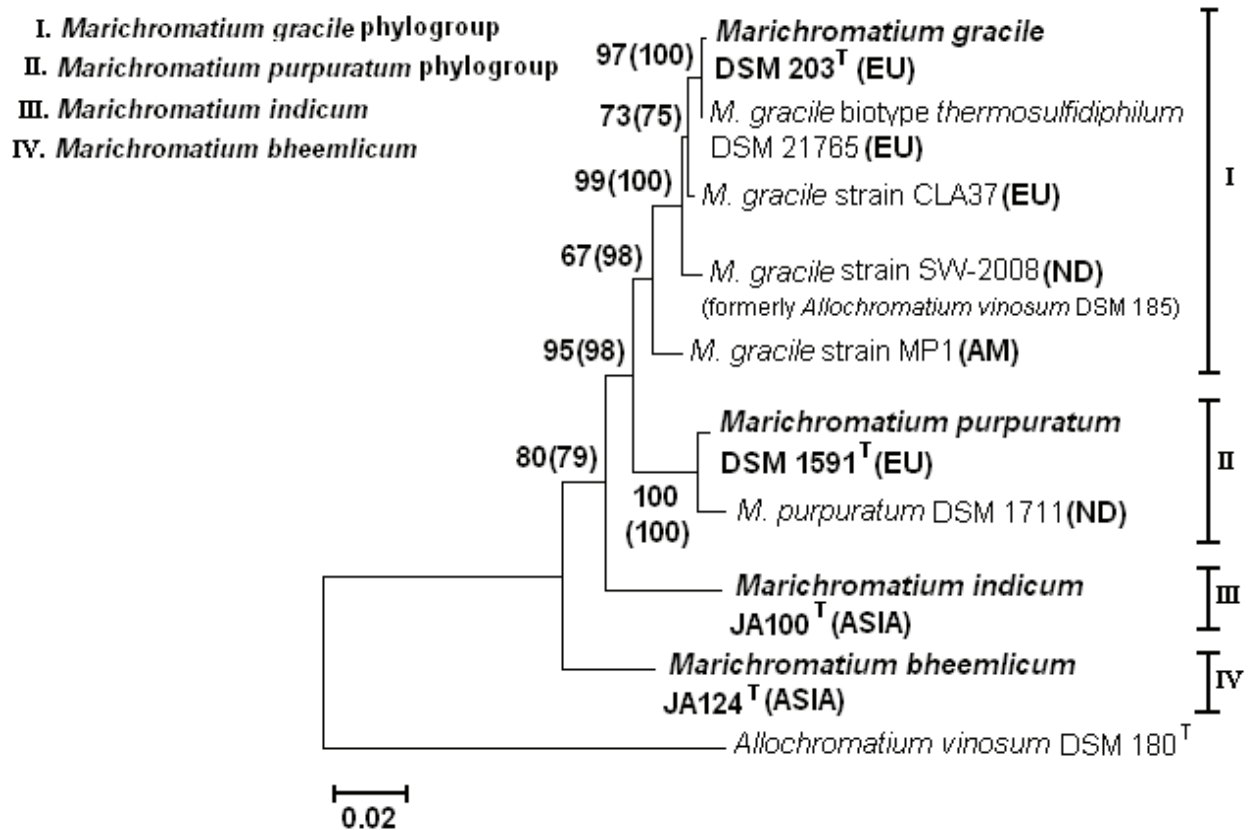 I. Marichromatium gracile phylogroup
II. Marichromatium purpuratum phylogroup
III. Marichromatium indicum
IV. Marichromatium bheemlicum
97(100)
73(75)
99(100)
67(98)
95(98)
80(79)
100
(100)
Marichromatium gracile
DSM 203T (EU)
M. gracile biotype thermosulfidiphilum
DSM 21765 (EU)
M. gracile strain CLA37(EU)
M. gracile strain SW-2008(ND)
(formerly Allochromatium vinosum DSM 185)
M. gracile strain MP1(AM)
Marichromatium purpuratum
DSM 1591T (EU)
M. purpuratum DSM 1711(ND)
Marichromatium indicum
JA100T (ASIA)
Marichromatium bheemlicum
JA124T (ASIA)
Allochromatium vinosum DSM 180T
I
II
III
IV
0.02